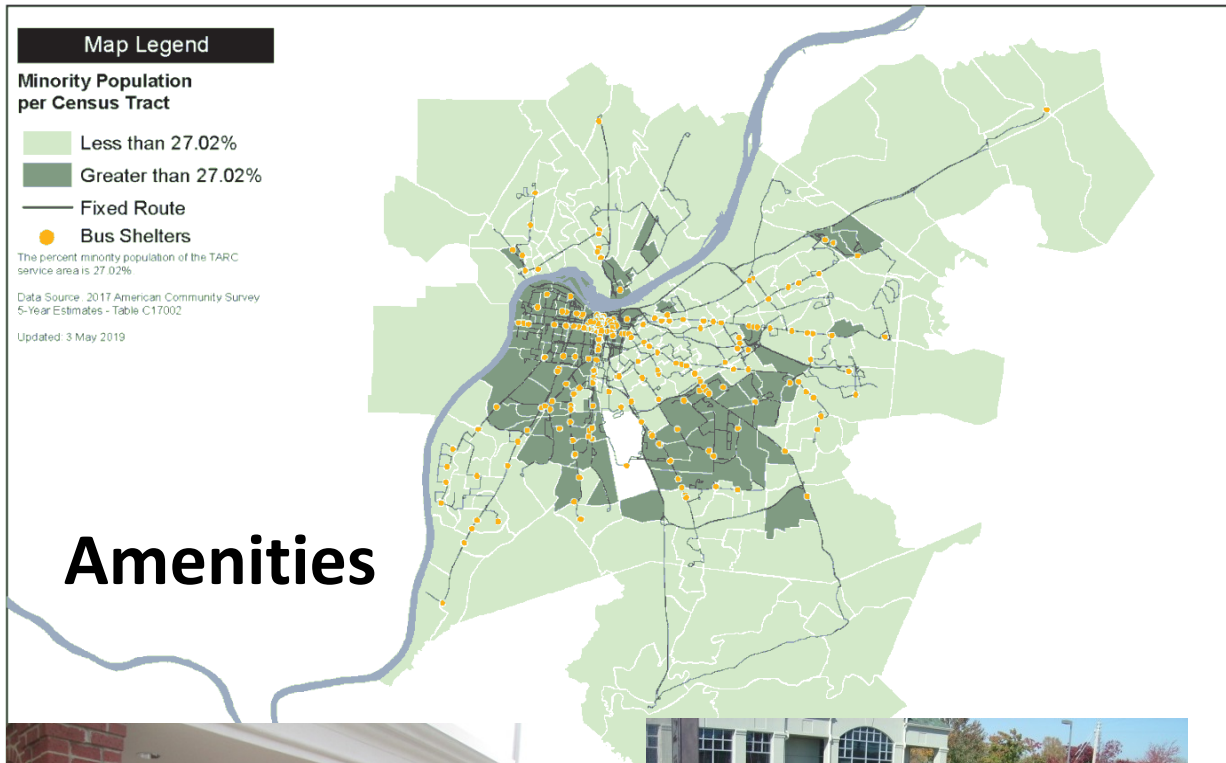 Map Legend
Minority Population
per Census Tract
Less than 27.02%
Greater than 27.02%
Fixed Route
Bus Shelters
The percent minority population of the TARC
service area is 27.02%
Data Source: 2017 American Community Survey
5-Year Estimates - Table C17002
Updated: 3 May 2019
Amenities